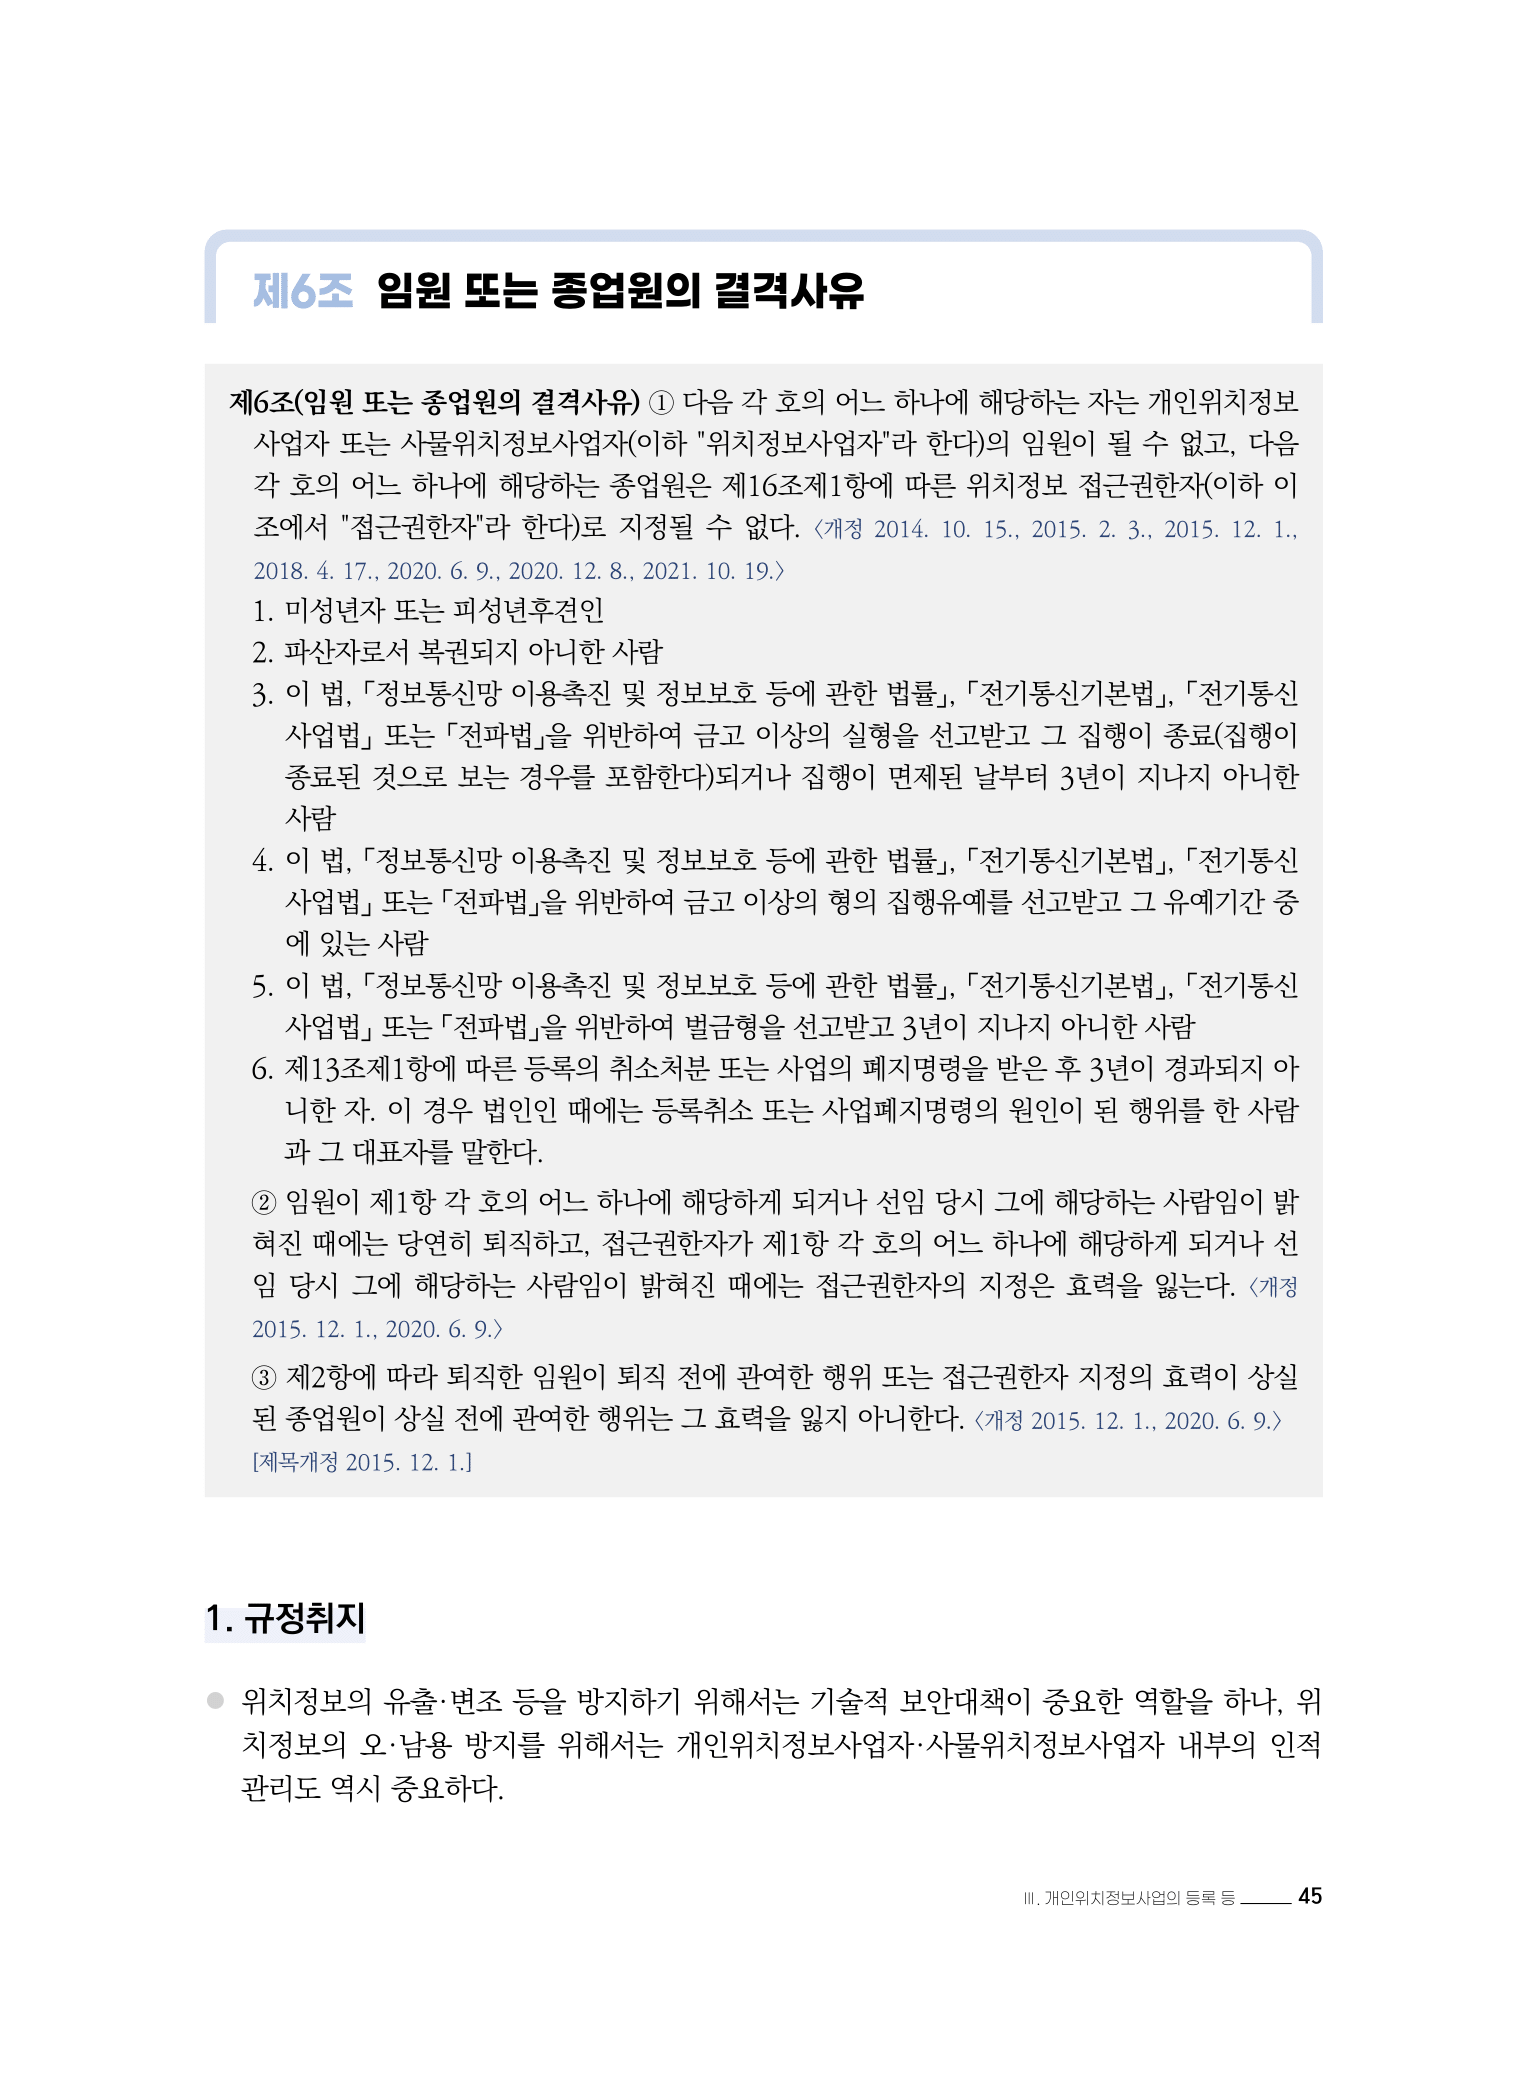 제6조 임원 또는 종업원의 결격사유
제6조(임원 또는 종업원의 결격사유) ① 다음 각 호의 어느 하나에 해당하는 자는 개인위치정보
사업자 또는 사물위치정보사업자(이하 "위치정보사업자"라 한다)의 임원이 될 수 없고, 다음
각 호의 어느 하나에 해당하는 종업원은 제16조제1항에 따른 위치정보 접근권한자(이하 이
조에서 "접근권한자"라 한다)로 지정될 수 없다. 〈개정 2014. 10. 15., 2015. 2. 3., 2015. 12. 1.,
2018. 4. 17., 2020. 6. 9., 2020. 12. 8., 2021. 10. 19.〉
1. 미성년자 또는 피성년후견인
2. 파산자로서 복권되지 아니한 사람
3. 이 법, 「정보통신망 이용촉진 및 정보보호 등에 관한 법률」, 「전기통신기본법」, 「전기통신
사업법」 또는 「전파법」을 위반하여 금고 이상의 실형을 선고받고 그 집행이 종료(집행이
종료된 것으로 보는 경우를 포함한다)되거나 집행이 면제된 날부터 3년이 지나지 아니한
사람
4. 이 법, 「정보통신망 이용촉진 및 정보보호 등에 관한 법률」, 「전기통신기본법」, 「전기통신
사업법」 또는 「전파법」을 위반하여 금고 이상의 형의 집행유예를 선고받고 그 유예기간 중
에 있는 사람
5. 이 법, 「정보통신망 이용촉진 및 정보보호 등에 관한 법률」, 「전기통신기본법」, 「전기통신
사업법」 또는 「전파법」을 위반하여 벌금형을 선고받고 3년이 지나지 아니한 사람
6. 제13조제1항에 따른 등록의 취소처분 또는 사업의 폐지명령을 받은 후 3년이 경과되지 아
니한 자. 이 경우 법인인 때에는 등록취소 또는 사업폐지명령의 원인이 된 행위를 한 사람
과 그 대표자를 말한다.
② 임원이 제1항 각 호의 어느 하나에 해당하게 되거나 선임 당시 그에 해당하는 사람임이 밝
혀진 때에는 당연히 퇴직하고, 접근권한자가 제1항 각 호의 어느 하나에 해당하게 되거나 선
임 당시 그에 해당하는 사람임이 밝혀진 때에는 접근권한자의 지정은 효력을 잃는다. 〈개정
2015. 12. 1., 2020. 6. 9.〉
③ 제2항에 따라 퇴직한 임원이 퇴직 전에 관여한 행위 또는 접근권한자 지정의 효력이 상실
된 종업원이 상실 전에 관여한 행위는 그 효력을 잃지 아니한다. 〈개정 2015. 12. 1., 2020. 6. 9.〉
[제목개정 2015. 12. 1.]
1. 규정취지
● 위치정보의 유출·변조 등을 방지하기 위해서는 기술적 보안대책이 중요한 역할을 하나, 위
치정보의 오·남용 방지를 위해서는 개인위치정보사업자·사물위치정보사업자 내부의 인적
관리도 역시 중요하다.
Ⅲ. 개인위치정보사업의 등록 등 45